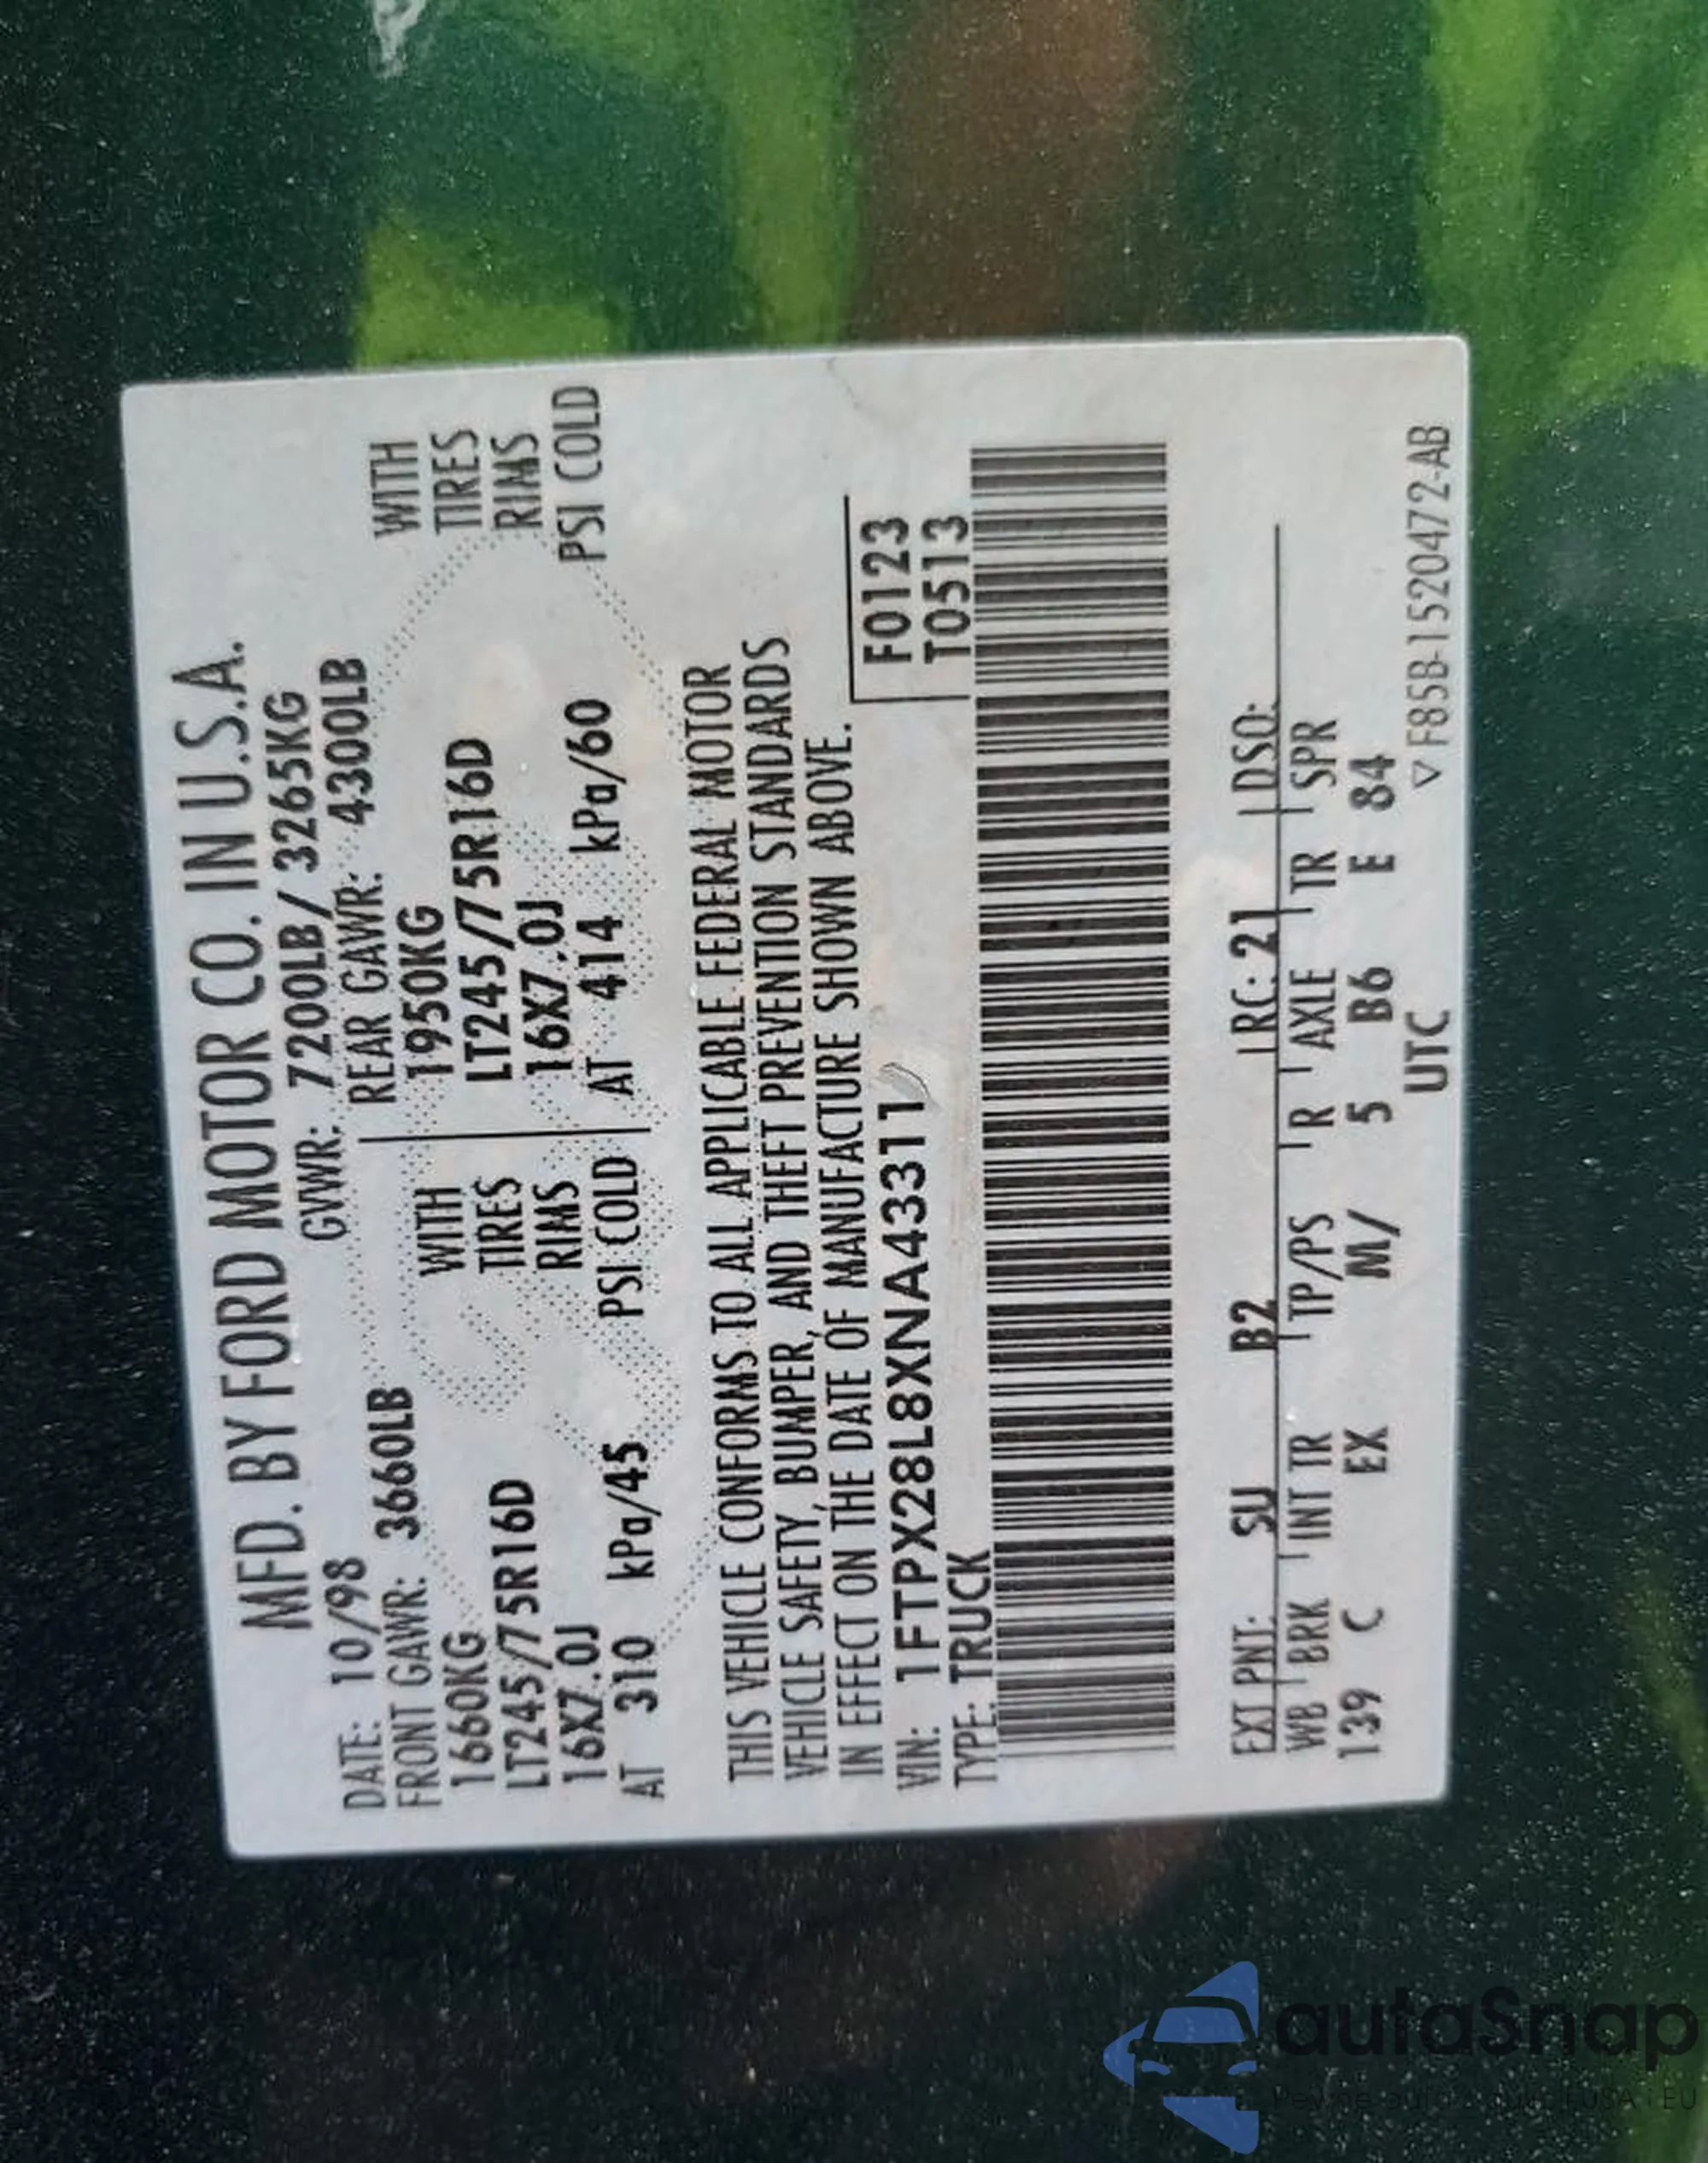 MFD. BY FORD MOTOR CO. IN U.S.A.
DATE: 10/98 GVWR: 7200LB/ 3265KG
FRONT GAWR: 3660LB REAR GAWR: 4300LB
1660KG WITH 1950KG WITH
LT245/75R16D TIRES LT245/75R16D TIRES
16X7.0J RIMS 16X7.0J RIMS
AT 310 kPa/45 PSI COLD AT 414 kPa/60 PSI COLD
THIS VEHICLE CONFORMS TO ALL APPLICABLE FEDERAL MOTOR
VEHICLE SAFETY, BUMPER, AND THEFT PREVENTION STANDARDS
IN EFFECT ON THE DATE OF MANUFACTURE SHOWN ABOVE.
VIN: 1FTPX28L8XNA43311 F0123
TYPE: TRUCK T0513
EXT PNT: SU B2 RC: 21 DSO:
WB BRK INT TR TP/PS R AXLE TR SPR
139 C EX M/ 5 B6 E 84
UTC
▽ F85B-1520472-AB
autaSnap